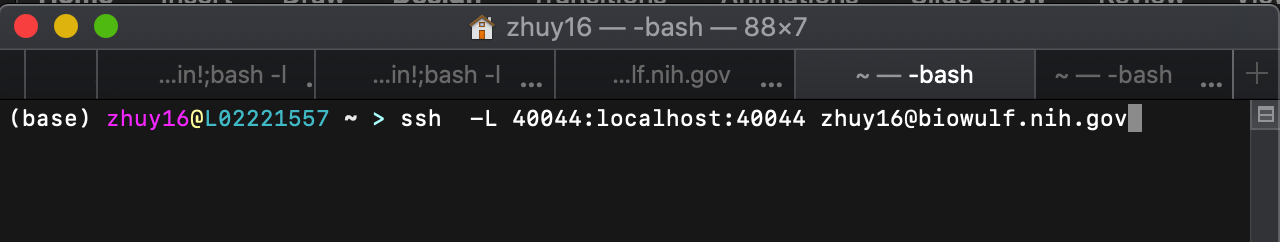 zhuy16 — -bash — 88×7
...in!;bash -l ...in!;bash -l ... ...lf.nih.gov ... ~ — -bash ~ — -bash ... +
(base) zhuy16@L02221557 ~ > ssh  -L 40044:localhost:40044 zhuy16@biowulf.nih.gov